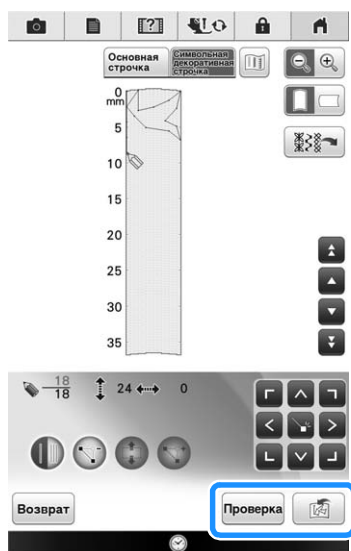 Основная
строчка
Символьная
декоративная
строчка
0
mm
5
10
15
20
25
30
35
18
18
24
0
Возврат
Проверка